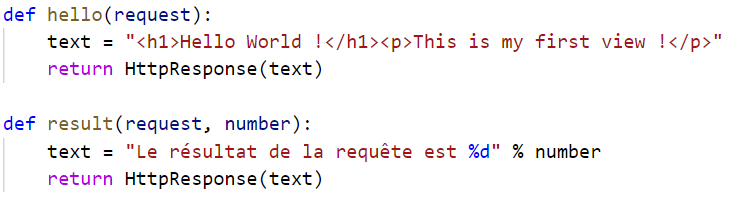 def hello(request):
    text = "<h1>Hello World !</h1><p>This is my first view !</p>"
    return HttpResponse(text)

def result(request, number):
    text = "Le résultat de la requête est %d" % number
    return HttpResponse(text)